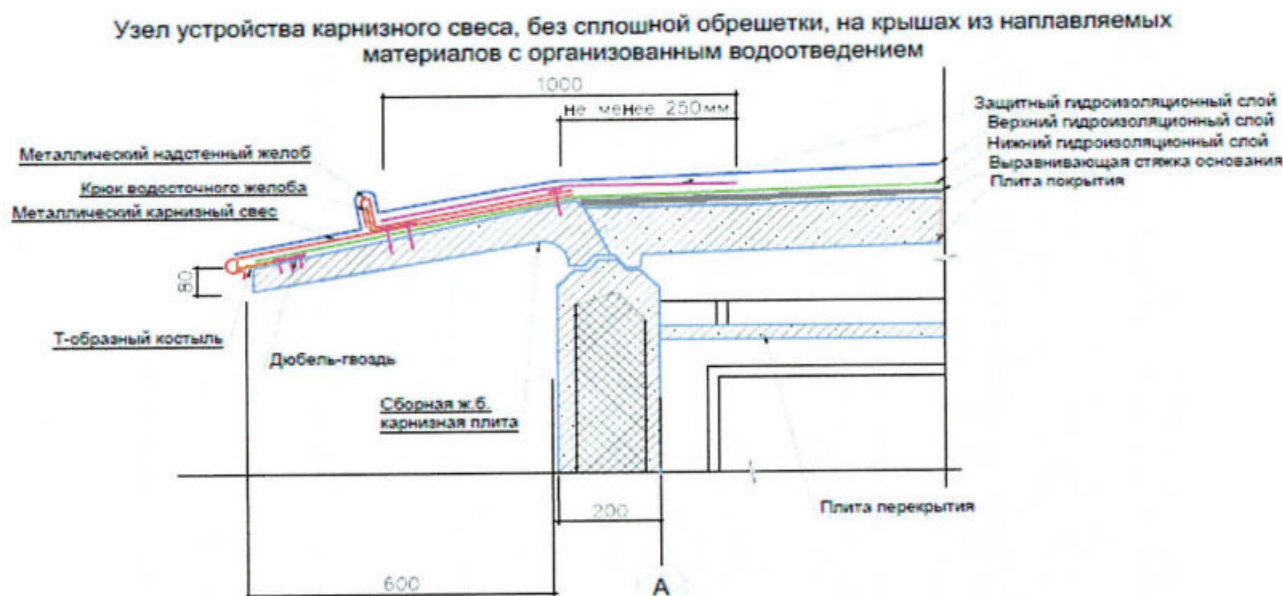 Узел устройства карнизного свеса, без сплошной обрешетки, на крышах из наплавляемых
материалов с организованным водоотведением
1000
не менее 250мм
Защитный гидроизоляционный слой
Верхний гидроизоляционный слой
Нижний гидроизоляционный слой
Выравнивающая стяжка основания
Плита покрытия
Металлический надстенный желоб
Крюк водосточного желоба
Металлический карнизный свес
80
Т-образный костыль
Дюбель-гвоздь
Сборная ж.б.
карнизная плита
Плита перекрытия
200
600
А